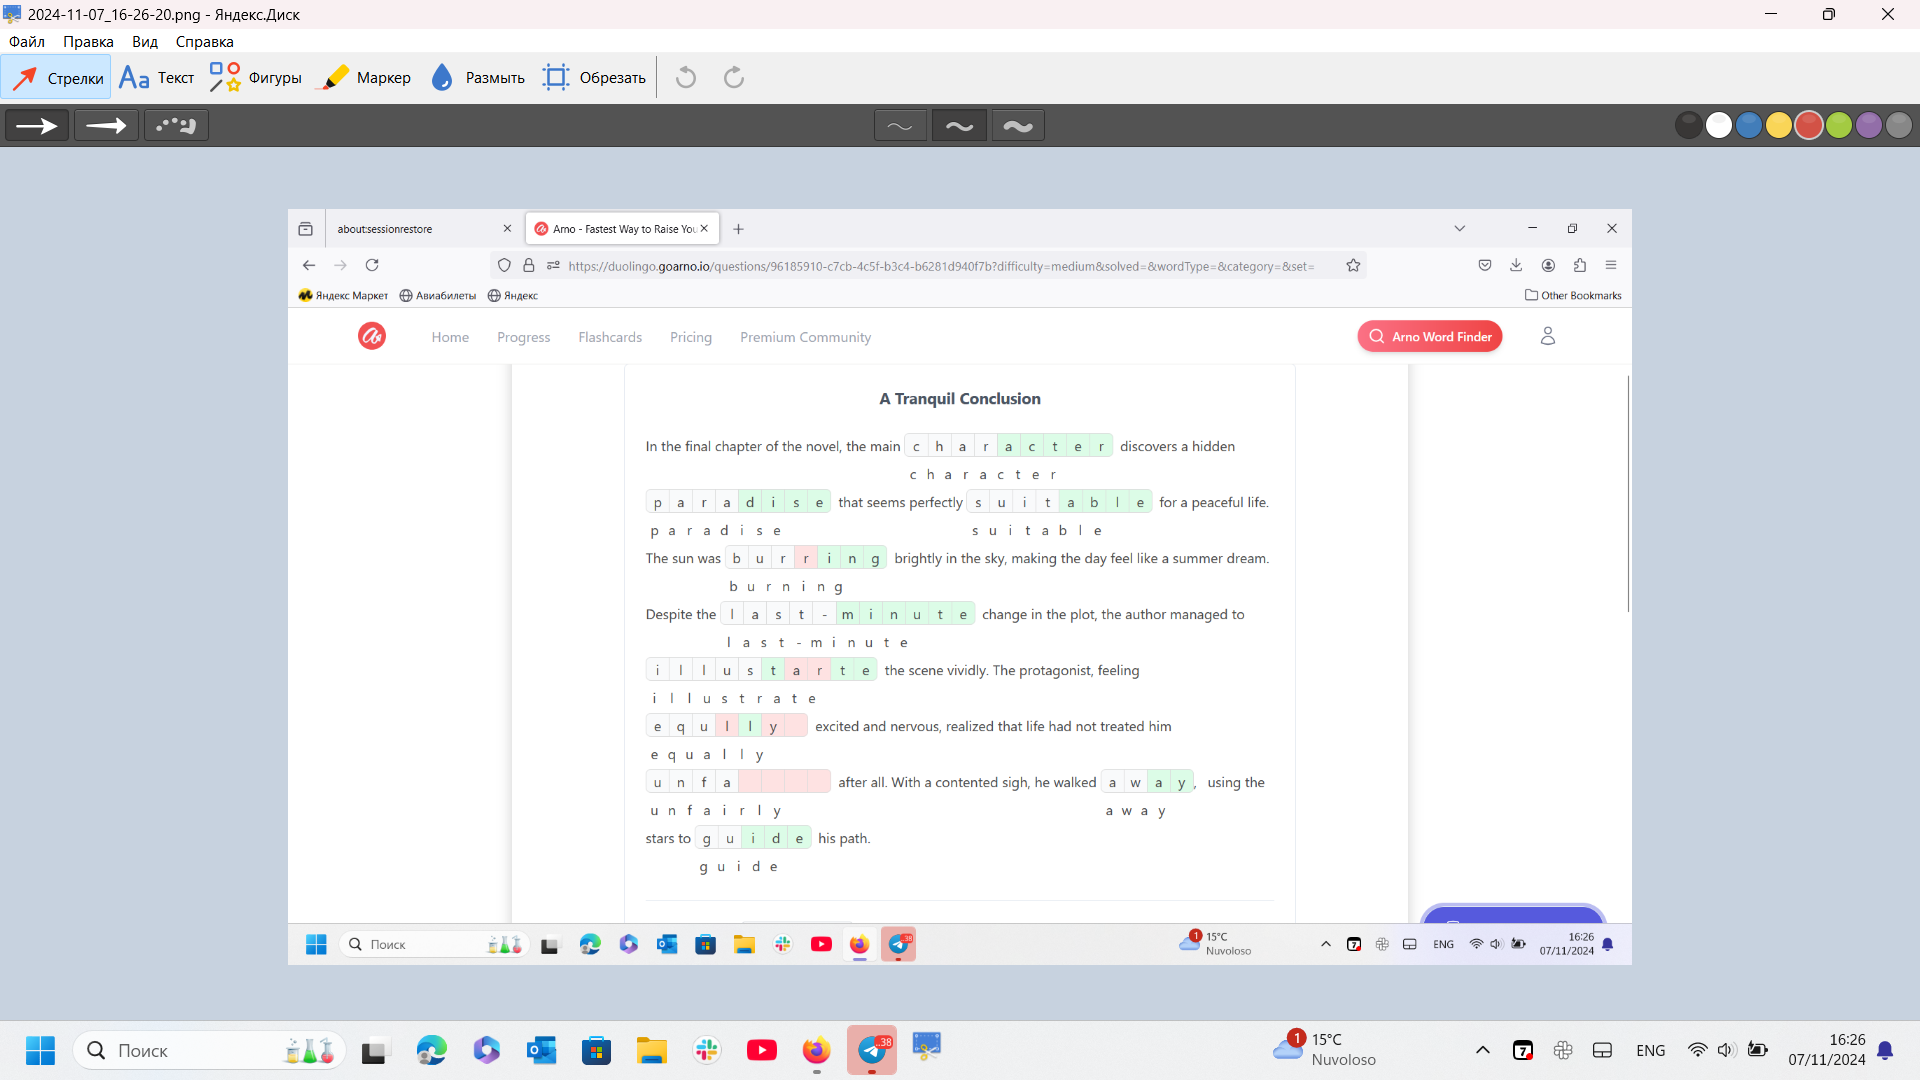 2024-11-07_16-26-20.png - Яндекс.Диск
Файл Правка Вид Справка
Стрелки Aa Текст Фигуры Маркер Размыть Обрезать
about:sessionrestore Arno - Fastest Way to Raise You
https://duolingo.goarno.io/questions/96185910-c7cb-4c5f-b3c4-b6281d940f7b?difficulty=medium&solved=&wordType=&category=&set=
Яндекс Маркет Авиабилеты Яндекс Other Bookmarks
Home Progress Flashcards Pricing Premium Community Arno Word Finder
A Tranquil Conclusion
In the final chapter of the novel, the main c h a r a c t e r discovers a hidden
c h a r a c t e r
p a r a d i s e that seems perfectly s u i t a b l e for a peaceful life.
p a r a d i s e s u i t a b l e
The sun was b u r r i n g brightly in the sky, making the day feel like a summer dream.
b u r n i n g
Despite the l a s t - m i n u t e change in the plot, the author managed to
l a s t - m i n u t e
i l l u s t a r t e the scene vividly. The protagonist, feeling
i l l u s t r a t e
e q u l l y excited and nervous, realized that life had not treated him
e q u a l l y
u n f a after all. With a contented sigh, he walked a w a y, using the
u n f a i r l y a w a y
stars to g u i d e his path.
g u i d e
Поиск 38 1 15°C Nuvoloso 7 ENG 16:26 07/11/2024
Поиск ..38 1 15°C Nuvoloso 7 ENG 16:26 07/11/2024